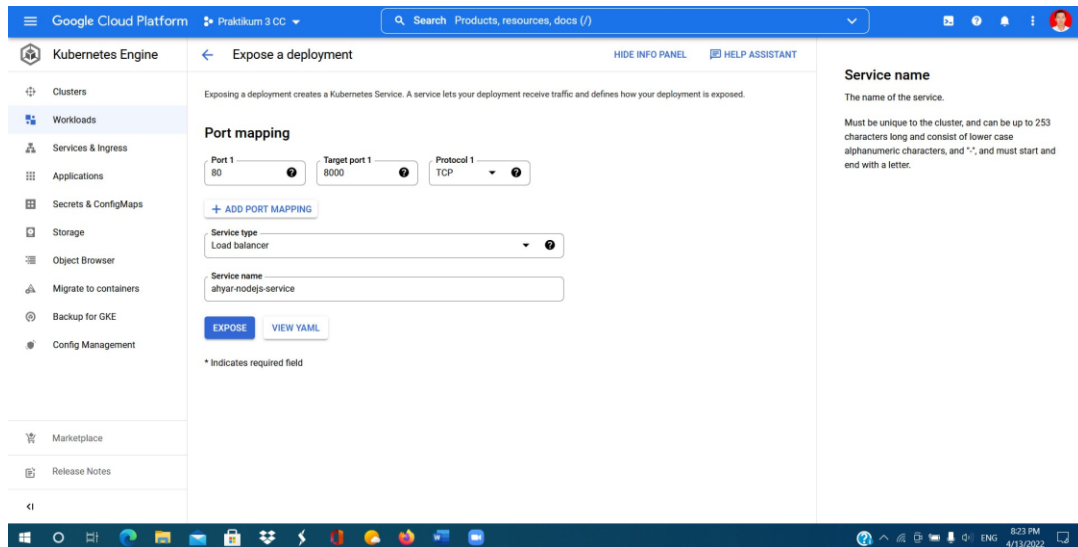 Google Cloud Platform
Praktikum 3 CC
Search Products, resources, docs (/)
Kubernetes Engine
Clusters
Workloads
Services & Ingress
Applications
Secrets & ConfigMaps
Storage
Object Browser
Migrate to containers
Backup for GKE
Config Management
Marketplace
Release Notes
Expose a deployment
HIDE INFO PANEL
HELP ASSISTANT
Exposing a deployment creates a Kubernetes Service. A service lets your deployment receive traffic and defines how your deployment is exposed.
Port mapping
Port 1
80
Target port 1
8000
Protocol 1
TCP
+ ADD PORT MAPPING
Service type
Load balancer
Service name
ahyar-nodejs-service
EXPOSE
VIEW YAML
* Indicates required field
Service name
The name of the service.
Must be unique to the cluster, and can be up to 253
characters long and consist of lower case
alphanumeric characters, and "-", and must start and
end with a letter.
ENG
8:23 PM
4/13/2022